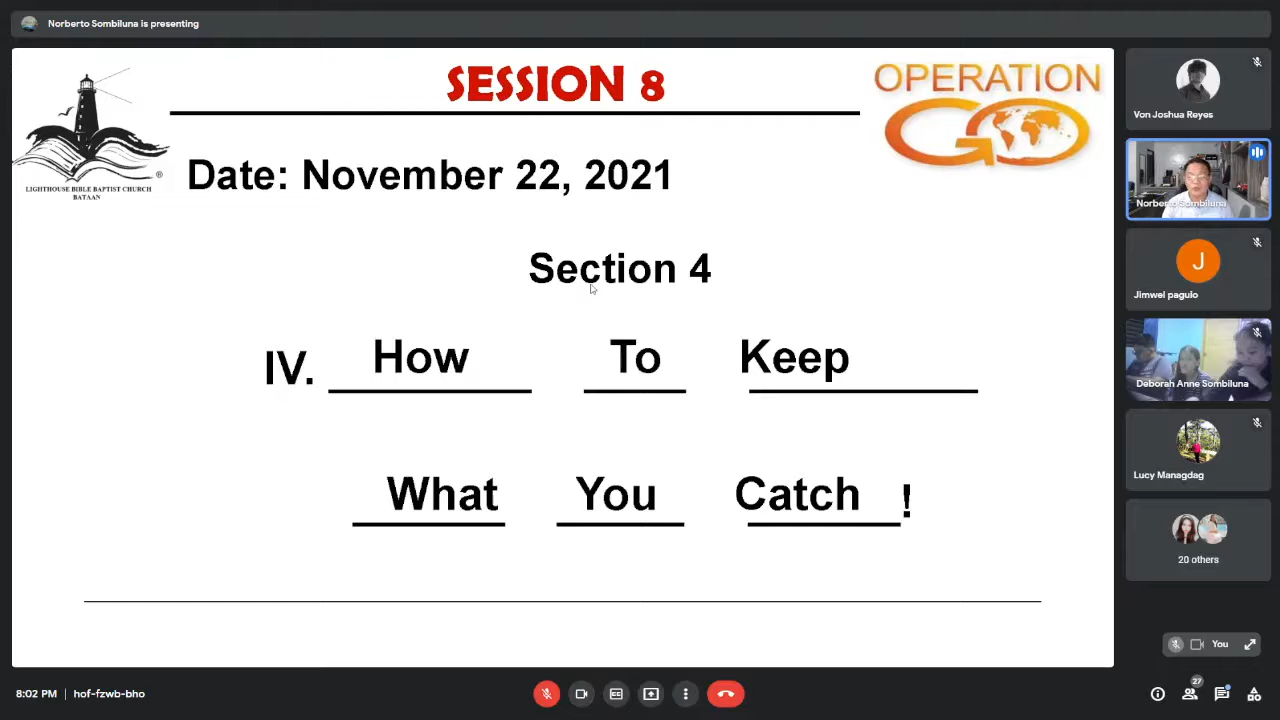 Norberto Sombiluna is presenting
SESSION 8
OPERATION
GO
LIGHTHOUSE BIBLE BAPTIST CHURCH
BATAAN
®
Date: November 22, 2021
Section 4
IV. How To Keep
What You Catch !
Von Joshua Reyes
Norberto Sombiluna
J
Jimwel pagulo
Deborah Anne Sombiluna
Lucy Managdag
20 others
You
8:02 PM | hof-fzwb-bho
27